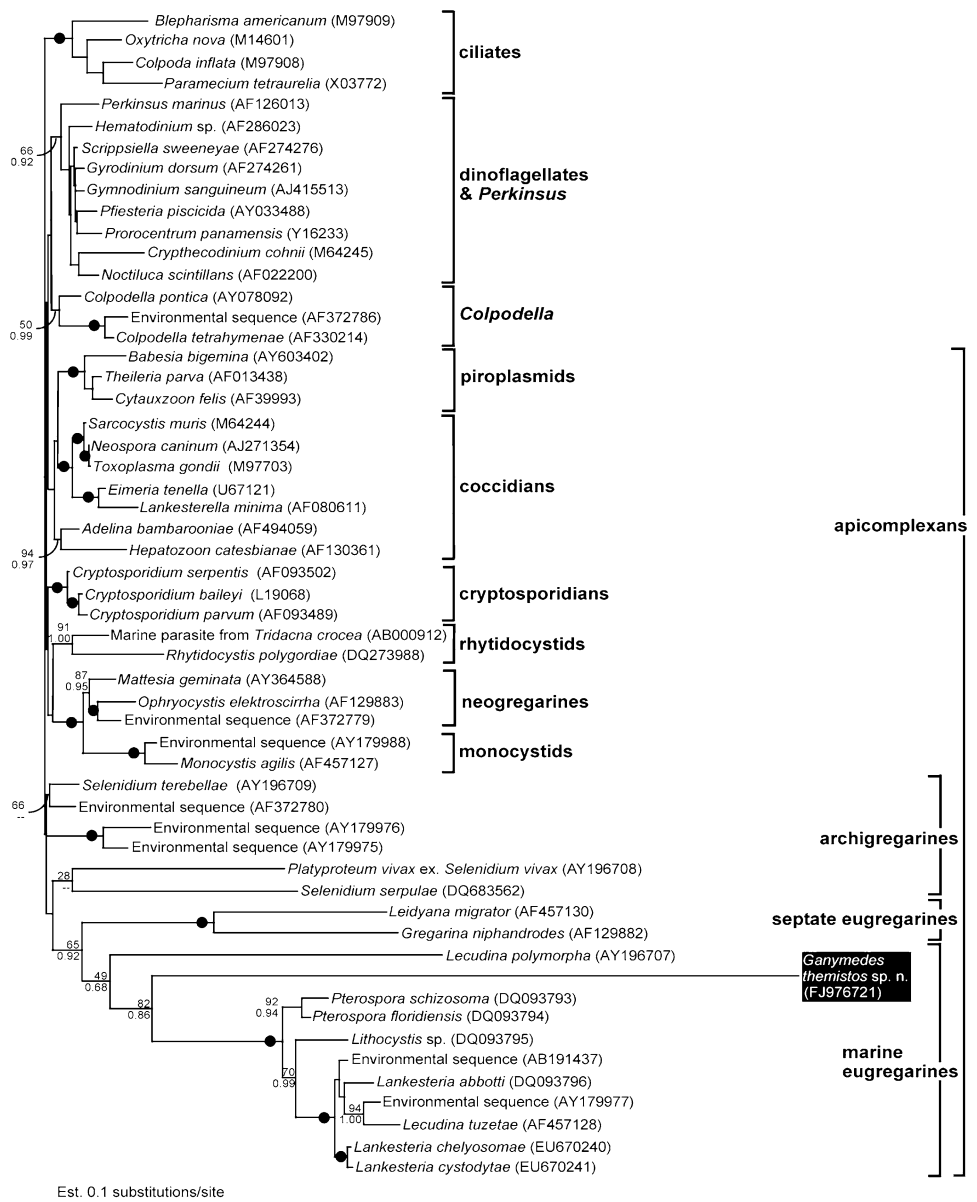 Blepharisma americanum (M97909)
Oxytricha nova (M14601)
Colpoda inflata (M97908)
Paramecium tetraurelia (X03772)
ciliates
Perkinsus marinus (AF126013)
Hematodinium sp. (AF286023)
66
0.92
Scrippsiella sweeneyae (AF274276)
Gyrodinium dorsum (AF274261)
Gymnodinium sanguineum (AJ415513)
Pfiesteria piscicida (AY033488)
Prorocentrum panamensis (Y16233)
Crypthecodinium cohnii (M64245)
Noctiluca scintillans (AF022200)
dinoflagellates
& Perkinsus
Colpodella pontica (AY078092)
Environmental sequence (AF372786)
Colpodella tetrahymenae (AF330214)
50
0.99
Colpodella
Babesia bigemina (AY603402)
Theileria parva (AF013438)
Cytauxzoon felis (AF39993)
piroplasmids
Sarcocystis muris (M64244)
Neospora caninum (AJ271354)
Toxoplasma gondii (M97703)
Eimeria tenella (U67121)
Lankesterella minima (AF080611)
Adelina bambarooniae (AF494059)
Hepatozoon catesbianae (AF130361)
94
0.97
coccidians
apicomplexans
Cryptosporidium serpentis (AF093502)
Cryptosporidium baileyi (L19068)
Cryptosporidium parvum (AF093489)
cryptosporidians
91
1.00
Marine parasite from Tridacna crocea (AB000912)
Rhytidocystis polygordiae (DQ273988)
rhytidocystids
87
0.95
Mattesia geminata (AY364588)
Ophryocystis elektroscirrha (AF129883)
Environmental sequence (AF372779)
neogregarines
Environmental sequence (AY179988)
Monocystis agilis (AF457127)
monocystids
66
--
Selenidium terebellae (AY196709)
Environmental sequence (AF372780)
Environmental sequence (AY179976)
Environmental sequence (AY179975)
28
--
Platyproteum vivax ex. Selenidium vivax (AY196708)
Selenidium serpulae (DQ683562)
archigregarines
Leidyana migrator (AF457130)
Gregarina niphandrodes (AF129882)
septate eugregarines
65
0.92
Lecudina polymorpha (AY196707)
49
0.68
Ganymedes
themistos sp. n.
(FJ976721)
82
0.86
92
0.94
Pterospora schizosoma (DQ093793)
Pterospora floridiensis (DQ093794)
Lithocystis sp. (DQ093795)
70
0.99
Environmental sequence (AB191437)
Lankesteria abbotti (DQ093796)
94
1.00
Environmental sequence (AY179977)
Lecudina tuzetae (AF457128)
Lankesteria chelyosomae (EU670240)
Lankesteria cystodytae (EU670241)
marine
eugregarines
Est. 0.1 substitutions/site